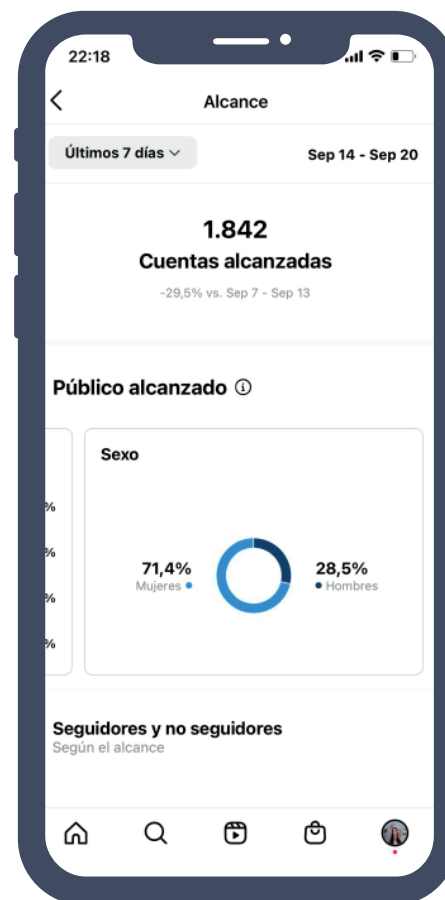 22:18
Alcance
Últimos 7 días
Sep 14 - Sep 20
1.842
Cuentas alcanzadas
-29,5% vs. Sep 7 - Sep 13
Público alcanzado
Sexo
%
%
%
%
71,4%
Mujeres
28,5%
Hombres
Seguidores y no seguidores
Según el alcance